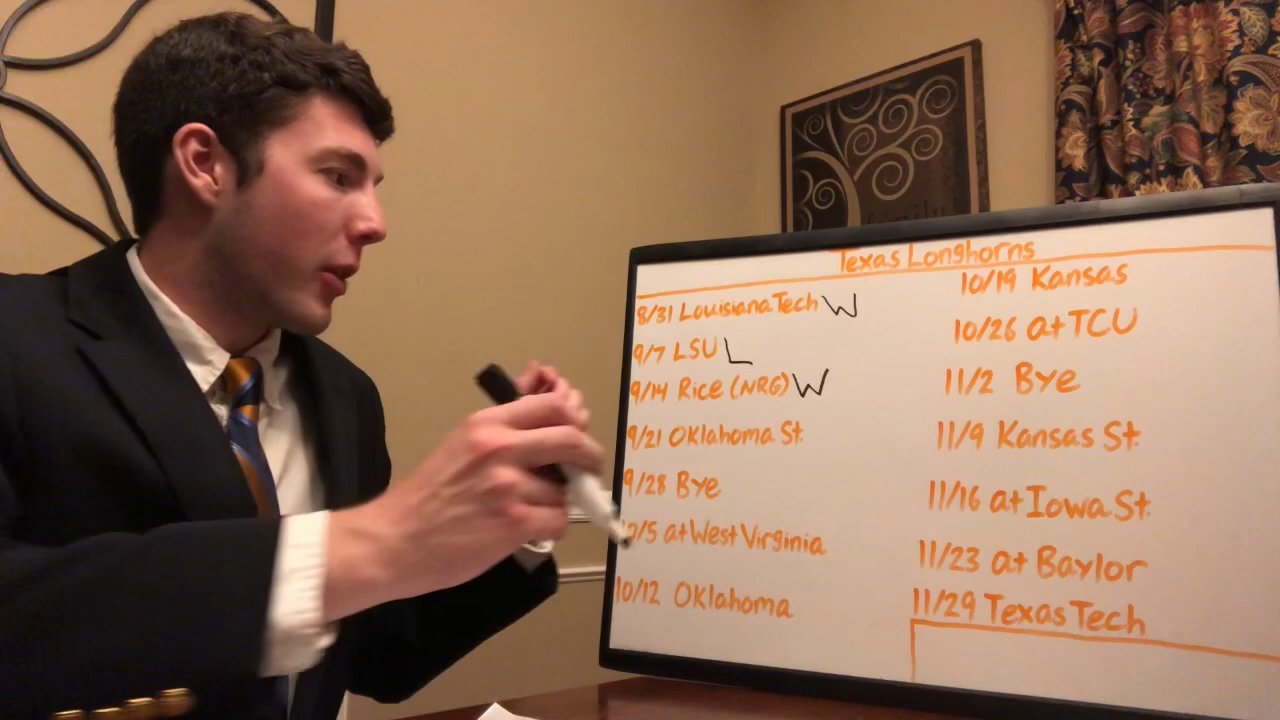 Texas Longhorns
8/31 Louisiana Tech W
9/7 LSU L
9/14 Rice (NRG) W
9/21 Oklahoma St.
9/28 Bye
0/5 at West Virginia
10/12 Oklahoma
10/19 Kansas
10/26 at TCU
11/2 Bye
11/9 Kansas St.
11/16 at Iowa St.
11/23 at Baylor
11/29 Texas Tech
family